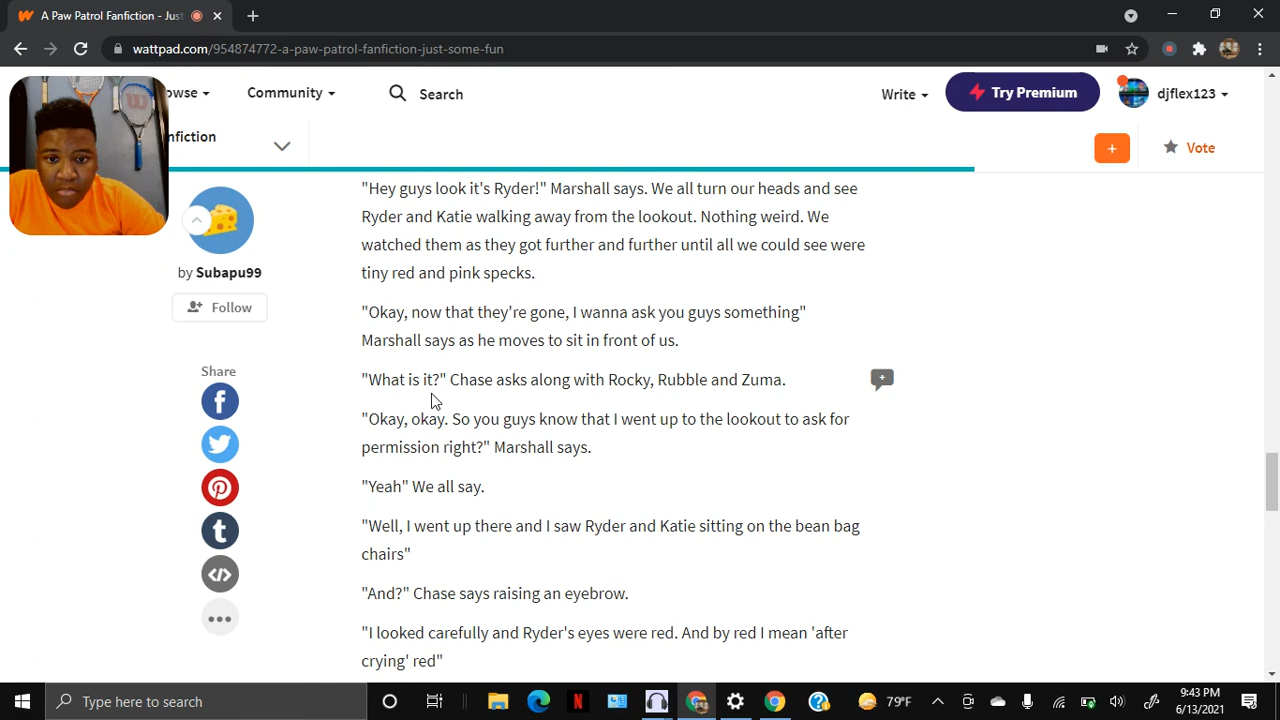 A Paw Patrol Fanfiction - Jus
wattpad.com/954874772-a-paw-patrol-fanfiction-just-some-fun
owse
Community
Search
Write
Try Premium
djflex123
nfiction
+
Vote
"Hey guys look it's Ryder!" Marshall says. We all turn our heads and see
Ryder and Katie walking away from the lookout. Nothing weird. We
watched them as they got further and further until all we could see were
tiny red and pink specks.
by Subapu99
Follow
"Okay, now that they're gone, I wanna ask you guys something"
Marshall says as he moves to sit in front of us.
Share
"What is it?" Chase asks along with Rocky, Rubble and Zuma.
"Okay, okay. So you guys know that I went up to the lookout to ask for
permission right?" Marshall says.
"Yeah" We all say.
"Well, I went up there and I saw Ryder and Katie sitting on the bean bag
chairs"
"And?" Chase says raising an eyebrow.
"I looked carefully and Ryder's eyes were red. And by red I mean 'after
crying' red"
Type here to search
79°F
9:43 PM
6/13/2021